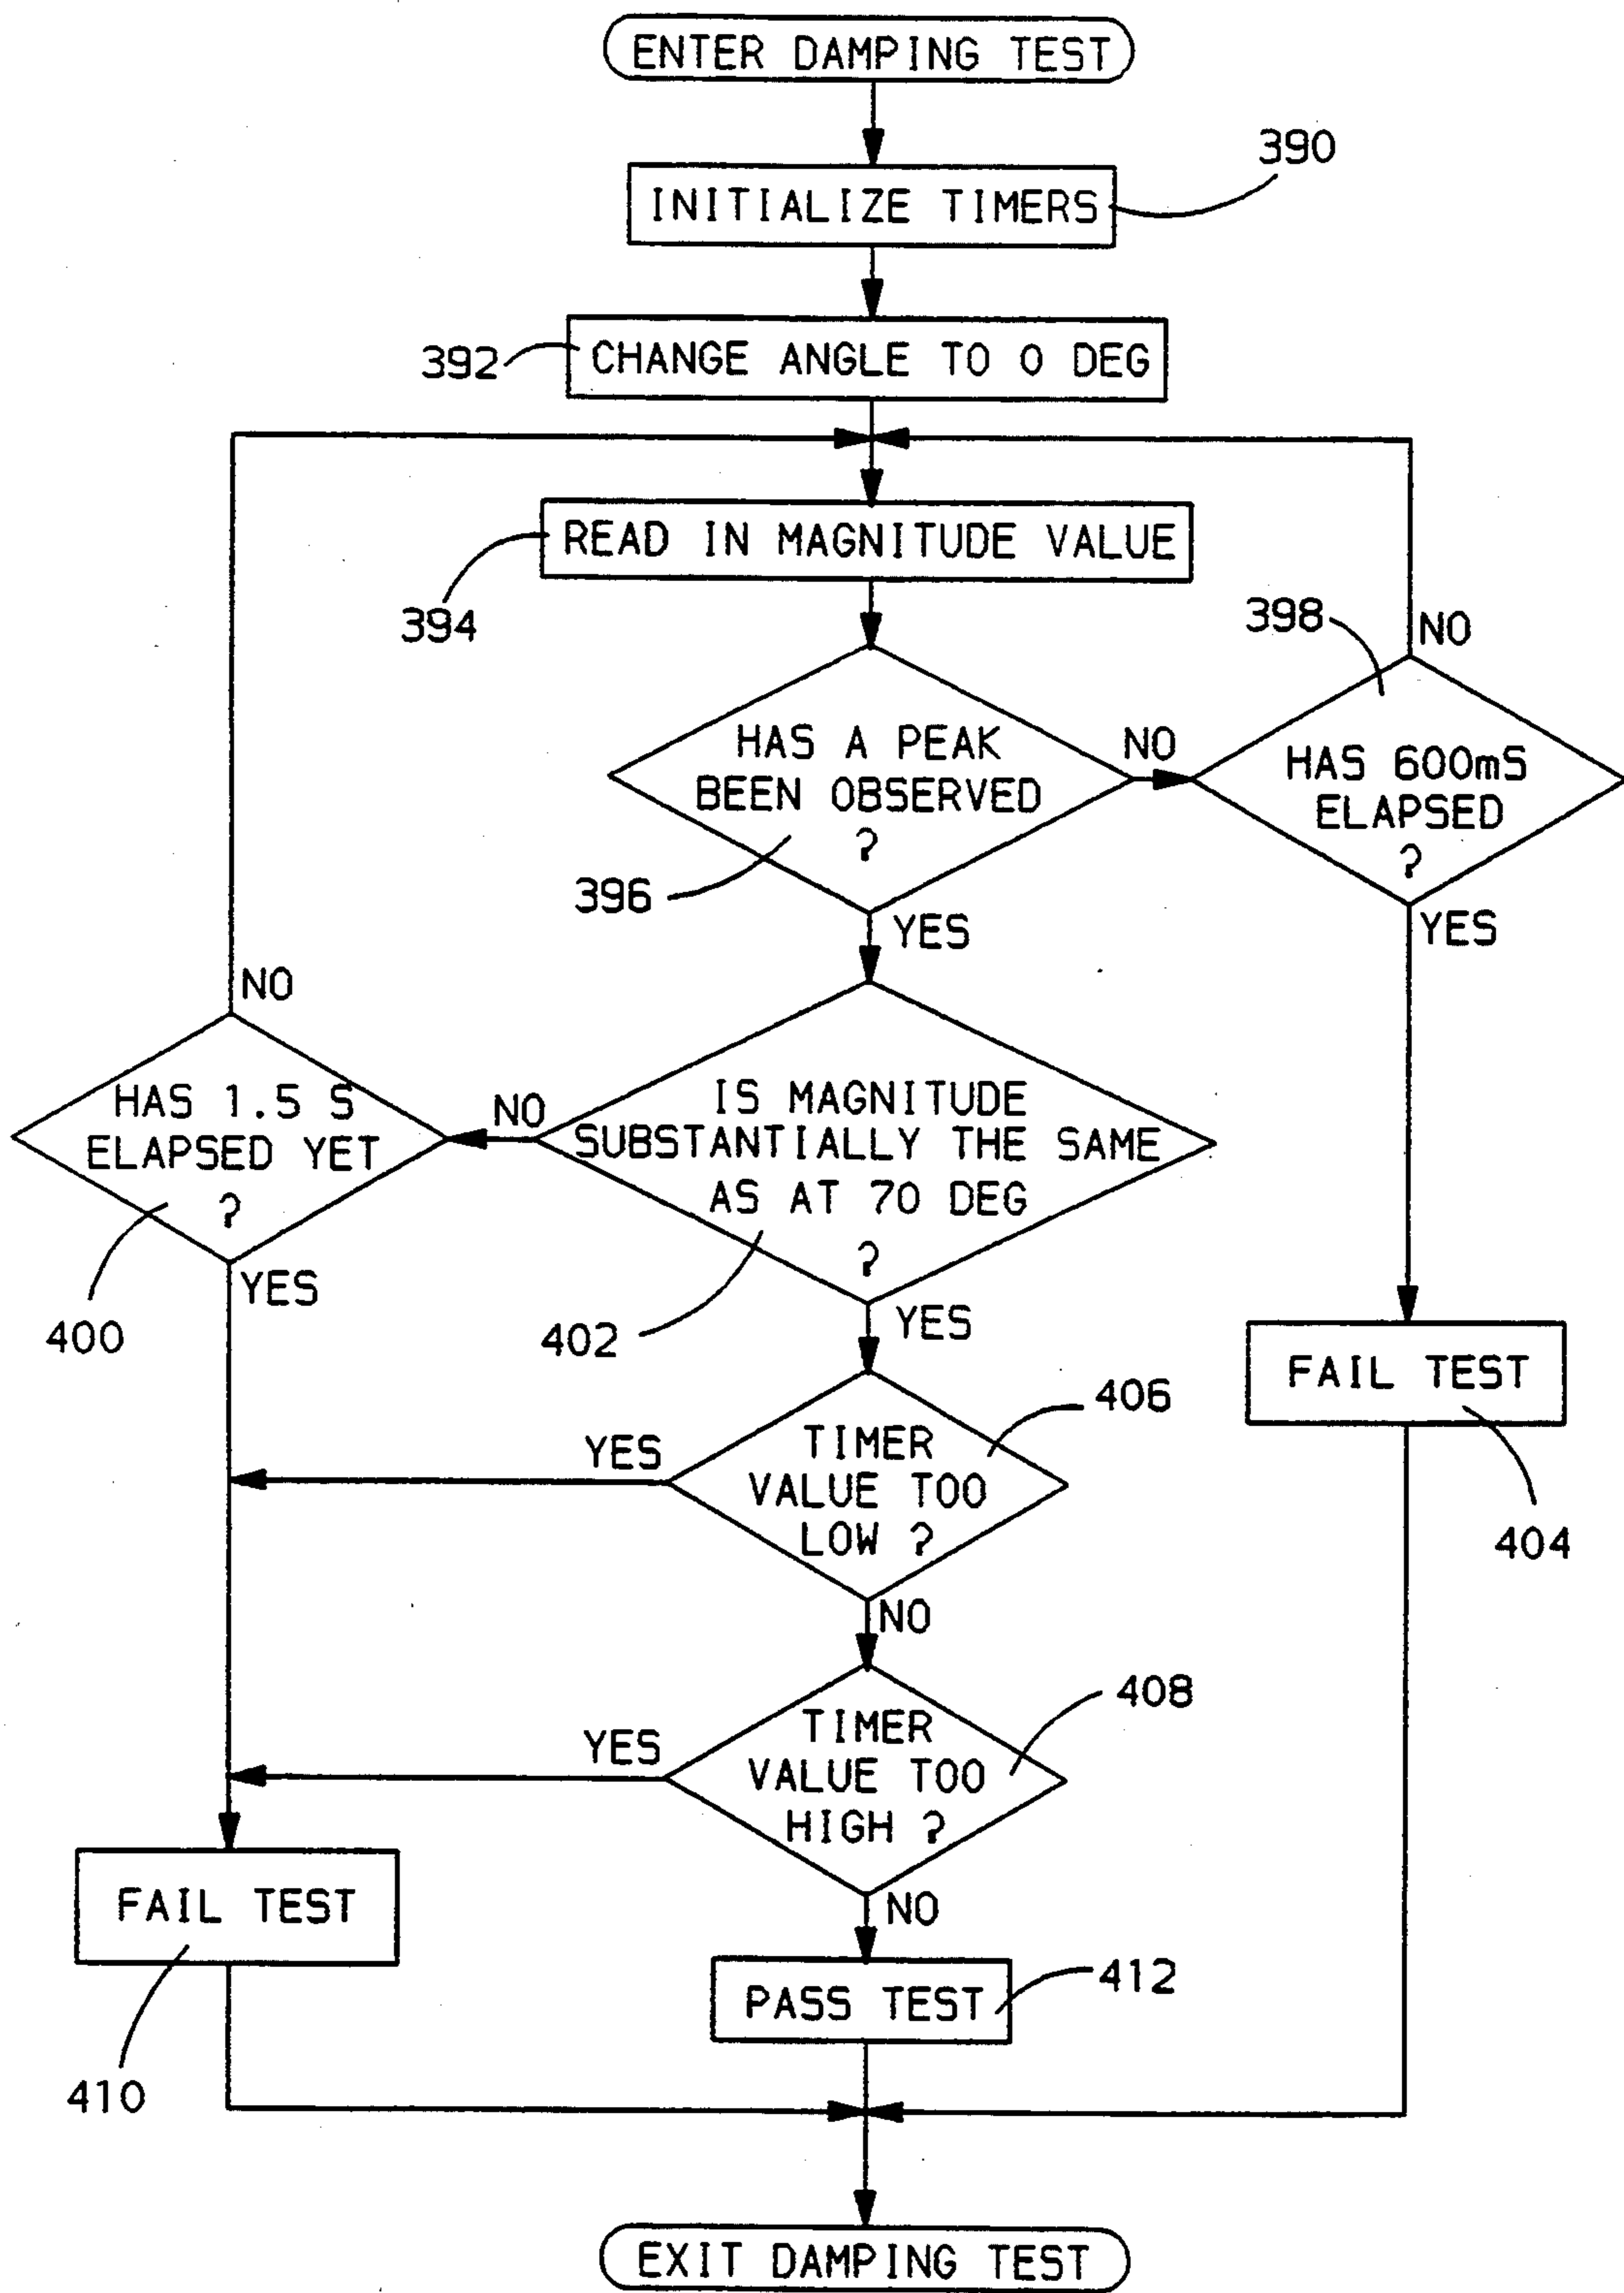 ENTER DAMPING TEST
390
INITIALIZE TIMERS
392
CHANGE ANGLE TO 0 DEG
READ IN MAGNITUDE VALUE
394
398
NO
HAS A PEAK
BEEN OBSERVED
?
396
NO
HAS 600mS
ELAPSED
?
YES
YES
NO
HAS 1.5 S
ELAPSED YET
?
400
YES
NO
IS MAGNITUDE
SUBSTANTIALLY THE SAME
AS AT 70 DEG
?
402
YES
FAIL TEST
404
406
TIMER
VALUE TOO
LOW ?
YES
NO
408
TIMER
VALUE TOO
HIGH ?
YES
NO
FAIL TEST
410
PASS TEST
412
EXIT DAMPING TEST